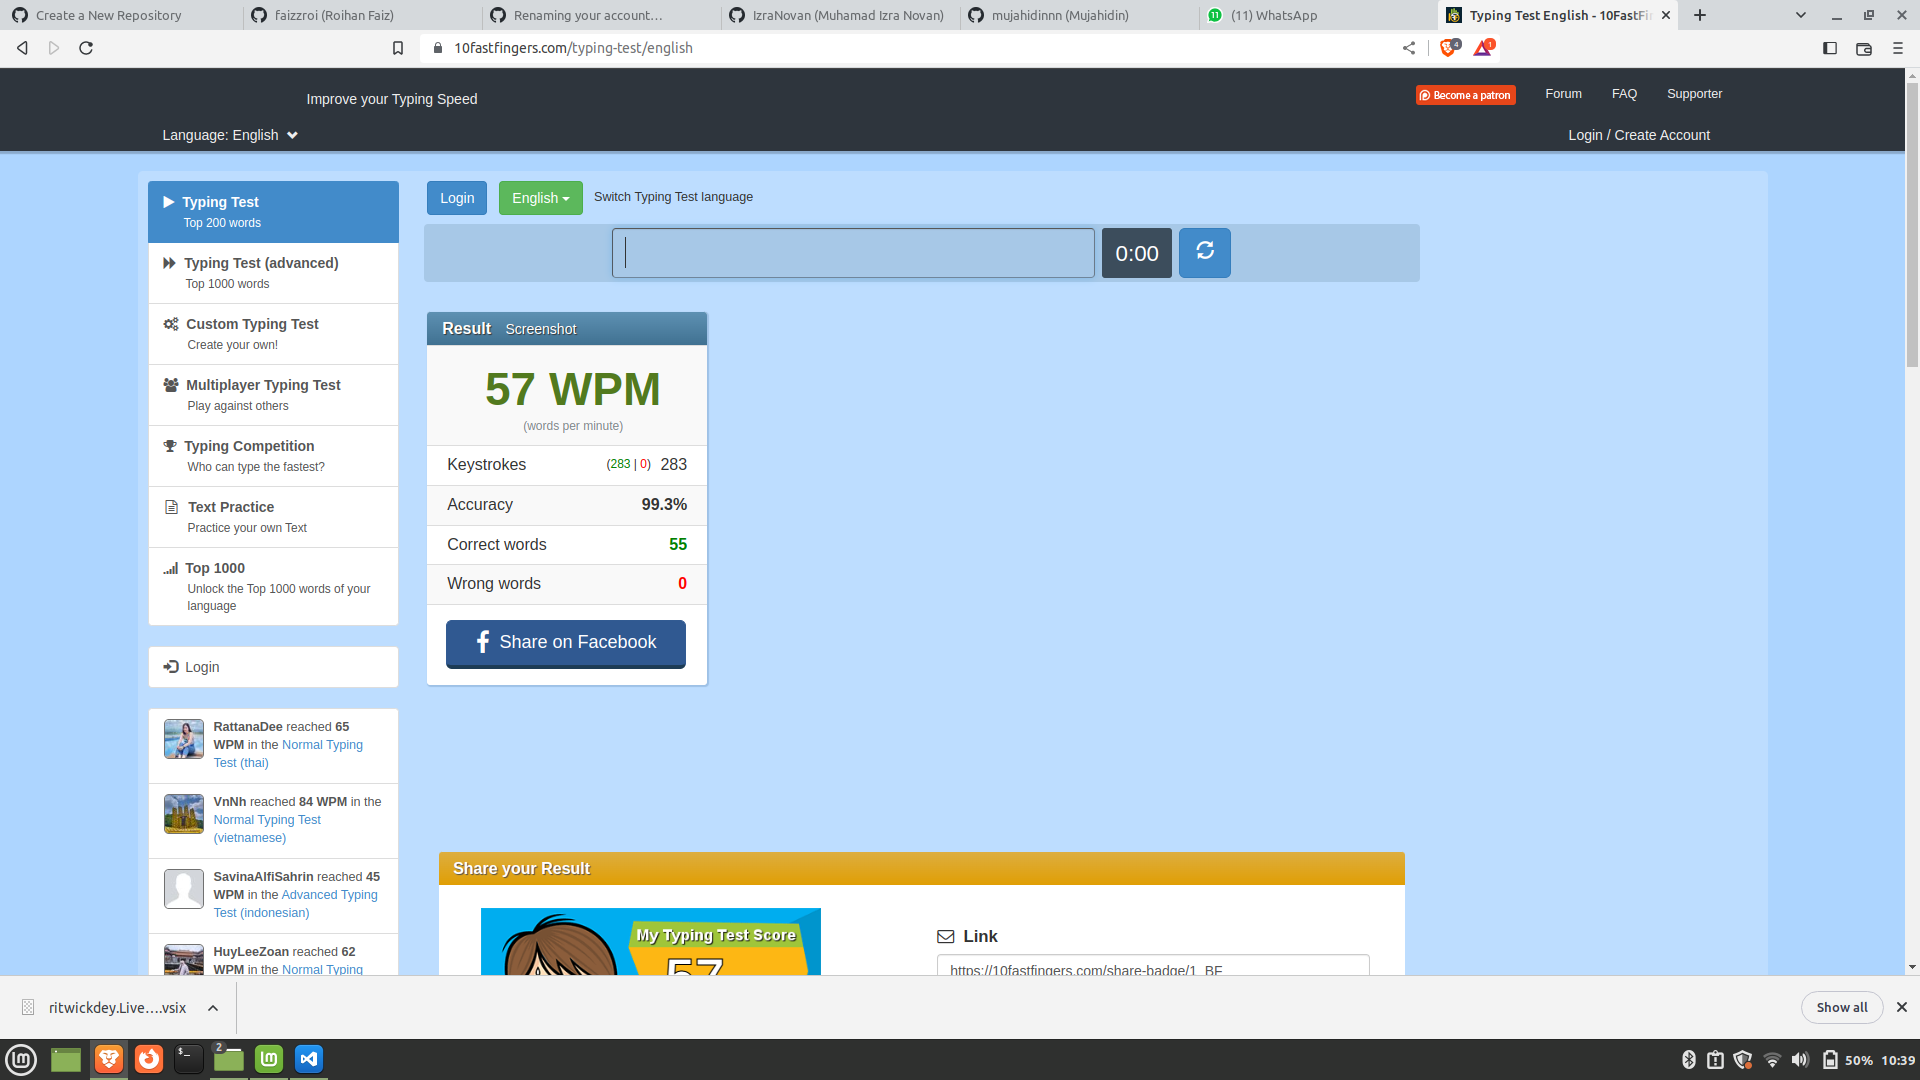 Create a New Repository
faizzroi (Roihan Faiz)
Renaming your account…
IzraNovan (Muhamad Izra Novan)
mujahidinnn (Mujahidin)
(11) WhatsApp
Typing Test English - 10FastFi
10fastfingers.com/typing-test/english
4
1
Improve your Typing Speed
Become a patron
Forum
FAQ
Supporter
Language: English
Login / Create Account
Typing Test
Top 200 words
Typing Test (advanced)
Top 1000 words
Custom Typing Test
Create your own!
Multiplayer Typing Test
Play against others
Typing Competition
Who can type the fastest?
Text Practice
Practice your own Text
Top 1000
Unlock the Top 1000 words of your
language
Login
RattanaDee reached 65
WPM in the Normal Typing
Test (thai)
VnNh reached 84 WPM in the
Normal Typing Test
(vietnamese)
SavinaAlfiSahrin reached 45
WPM in the Advanced Typing
Test (indonesian)
HuyLeeZoan reached 62
WPM in the Normal Typing
Login
English
Switch Typing Test language
0:00
Result Screenshot
57 WPM
(words per minute)
Keystrokes (283 | 0) 283
Accuracy 99.3%
Correct words 55
Wrong words 0
Share on Facebook
Share your Result
My Typing Test Score
57
Link
https://10fastfingers.com/share-badge/1_BF
ritwickdey.Live….vsix
Show all
2
50%
10:39